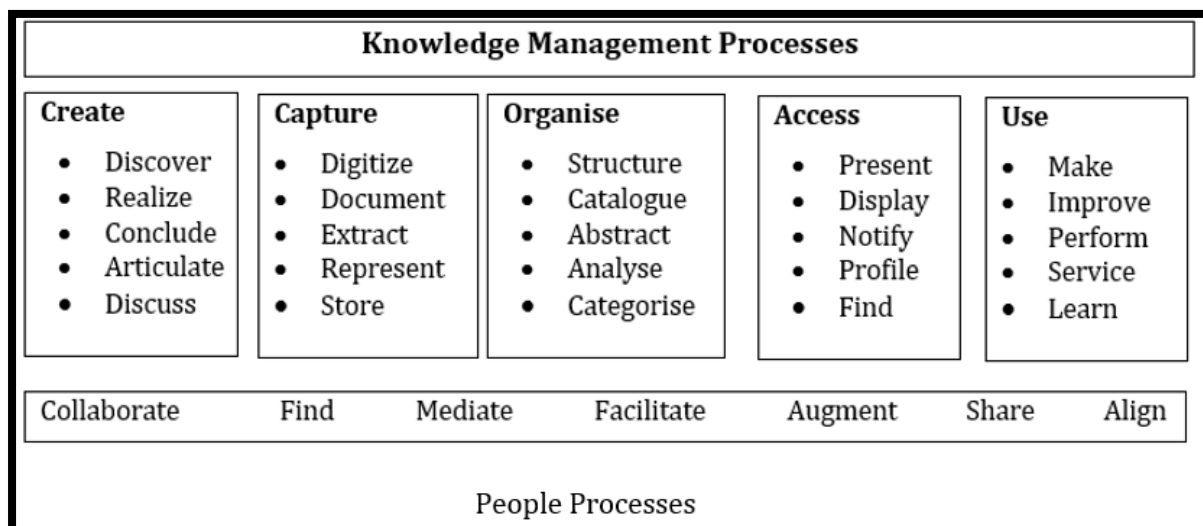 Knowledge Management Processes
Create
• Discover
• Realize
• Conclude
• Articulate
• Discuss
Capture
• Digitize
• Document
• Extract
• Represent
• Store
Organise
• Structure
• Catalogue
• Abstract
• Analyse
• Categorise
Access
• Present
• Display
• Notify
• Profile
• Find
Use
• Make
• Improve
• Perform
• Service
• Learn
Collaborate Find Mediate Facilitate Augment Share Align
People Processes